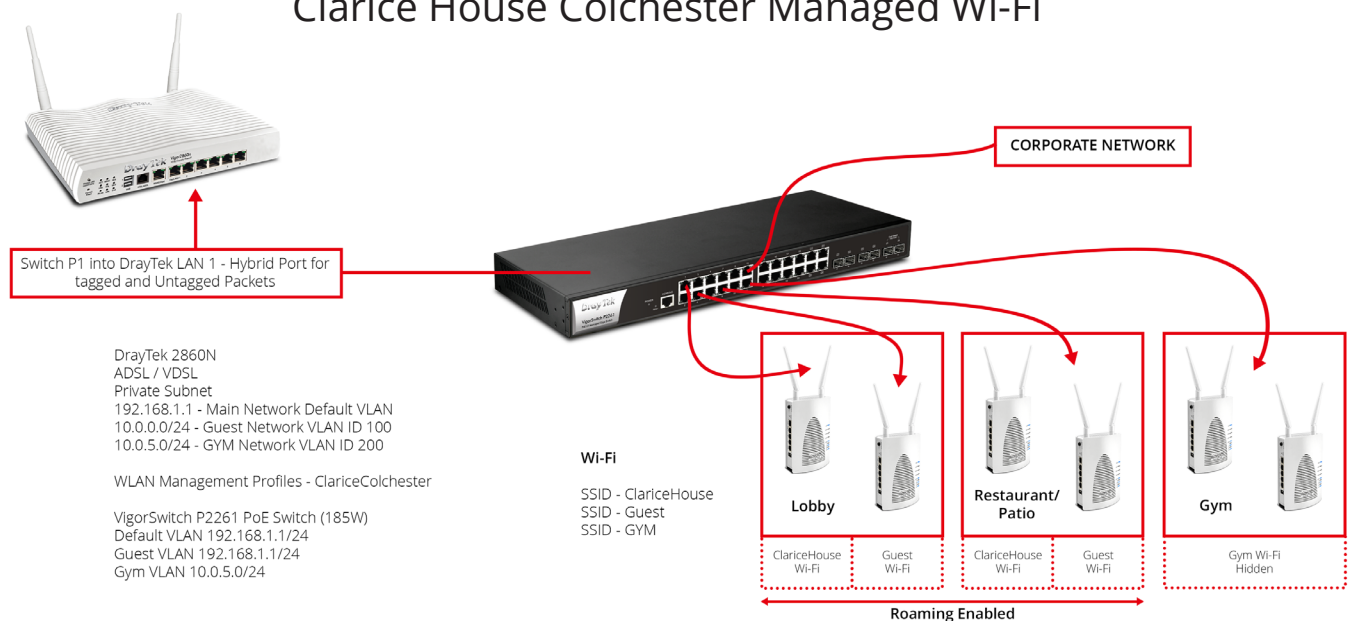 Clarice House Colchester Managed Wi-Fi
DrayTek
Vigor2860n
CORPORATE NETWORK
Switch P1 into DrayTek LAN 1 - Hybrid Port for
tagged and Untagged Packets
DrayTek
VigorSwitch P2261
DrayTek 2860N
ADSL / VDSL
Private Subnet
192.168.1.1 - Main Network Default VLAN
10.0.0.0/24 - Guest Network VLAN ID 100
10.0.5.0/24 - GYM Network VLAN ID 200
WLAN Management Profiles - ClariceColchester
VigorSwitch P2261 PoE Switch (185W)
Default VLAN 192.168.1.1/24
Guest VLAN 192.168.1.1/24
Gym VLAN 10.0.5.0/24
Wi-Fi
SSID - ClariceHouse
SSID - Guest
SSID - GYM
Lobby
Restaurant/
Patio
Gym
ClariceHouse
Wi-Fi
Guest
Wi-Fi
ClariceHouse
Wi-Fi
Guest
Wi-Fi
Gym Wi-Fi
Hidden
Roaming Enabled